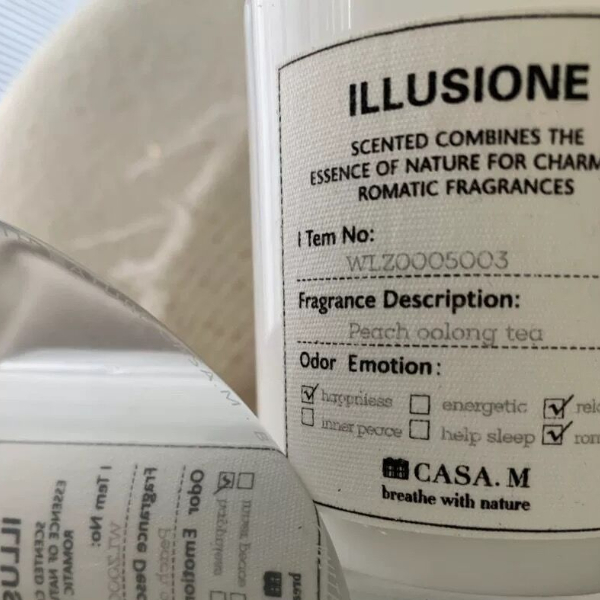 ILLUSIONE
SCENTED COMBINES THE
ESSENCE OF NATURE FOR CHARM
ROMATIC FRAGRANCES
I Tem No:
WLZ0005003
Fragrance Description:
Peach oolong tea
Odor Emotion:
happniess energetic
inner peace help sleep
CASA. M
breathe with nature